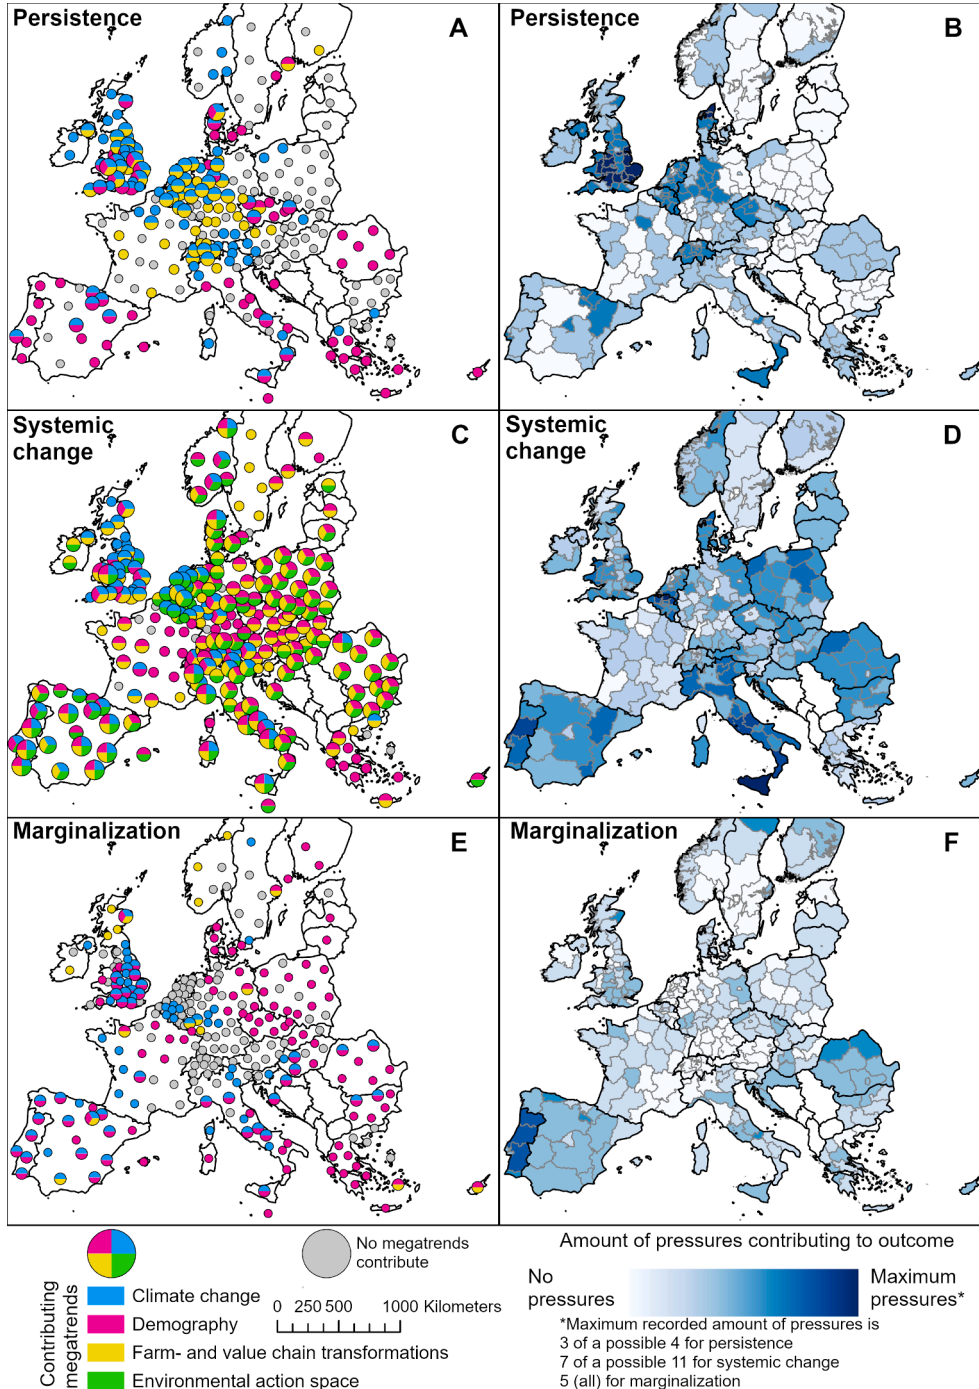 Persistence
A
B
Persistence
Systemic
change
C
D
Systemic
change
Marginalization
E
F
Marginalization
Contributing
megatrends
No megatrends
contribute
Climate change
Demography
Farm- and value chain transformations
Environmental action space
0 250 500 1000 Kilometers
Amount of pressures contributing to outcome
No
pressures
Maximum
pressures*
*Maximum recorded amount of pressures is
3 of a possible 4 for persistence
7 of a possible 11 for systemic change
5 (all) for marginalization